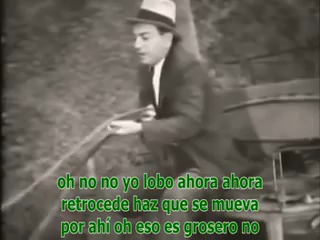 oh no no yo lobo ahora ahora
retrocede haz que se mueva
por ahí oh eso es grosero no